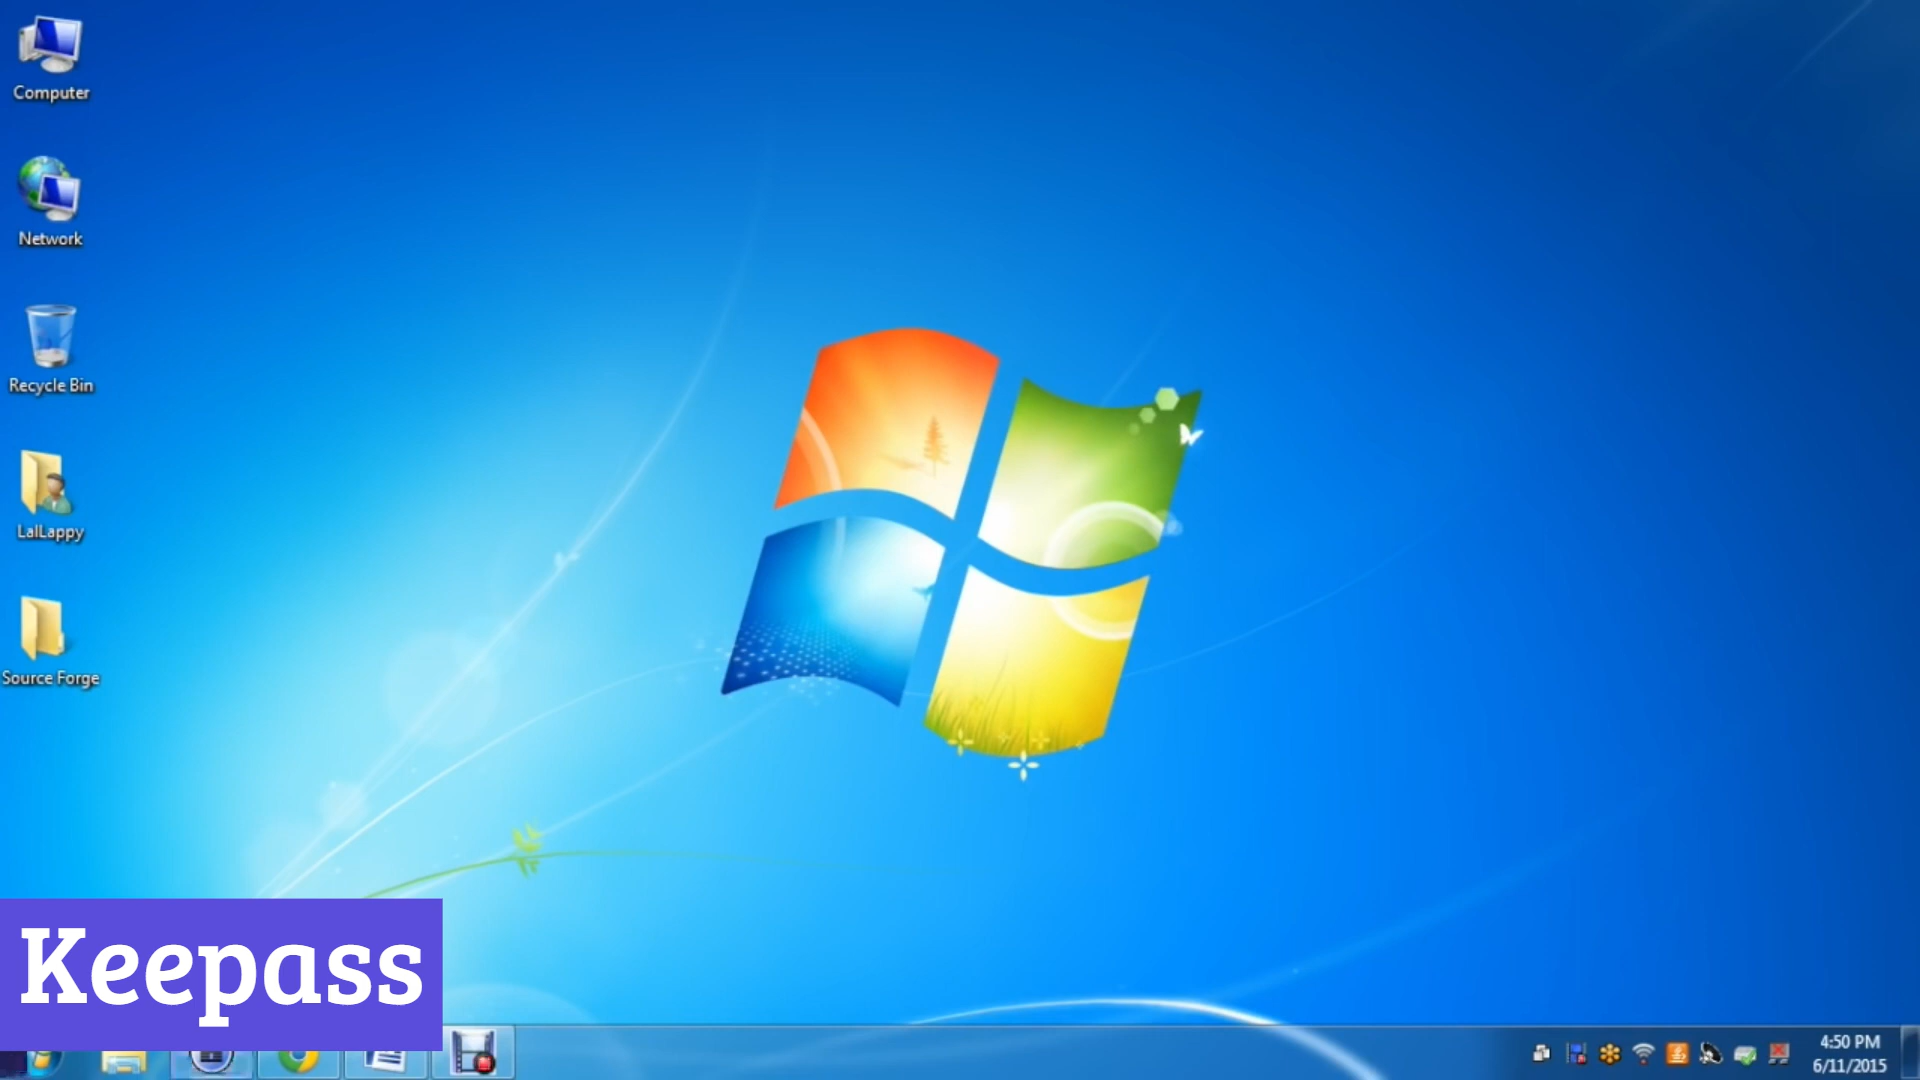 Computer
Network
Recycle Bin
LalLappy
Source Forge
Keepass
4:50 PM
6/11/2015